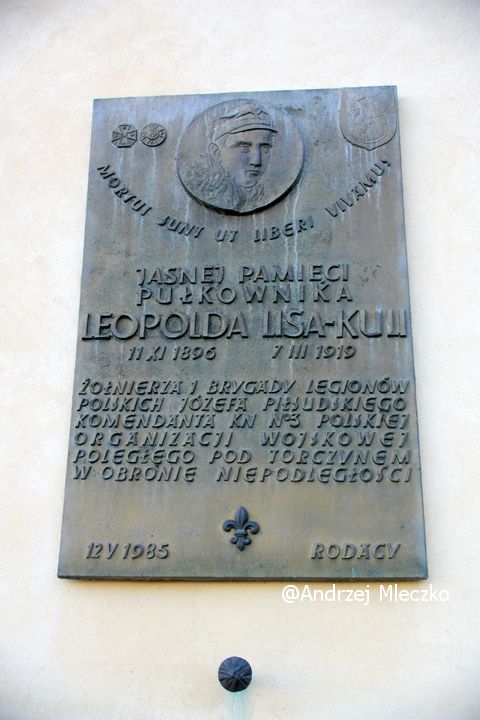 MORTUI SUNT UT LIBERI VIVAMUS
JASNEJ PAMIĘCI
PUŁKOWNIKA
LEOPOLDA LISA-KULI
11 XI 1896 7 III 1919
ŻOŁNIERZA 1 BRYGADY LEGIONÓW
POLSKICH JÓZEFA PIŁSUDSKIEGO
KOMENDANTA KN Nº3 POLSKIEJ
ORGANIZACJI WOJSKOWEJ
POLEGŁEGO POD TORCZYNEM
W OBRONIE NIEPODLEGŁOŚCI
12 V 1985 RODACY
@Andrzej Mleczko